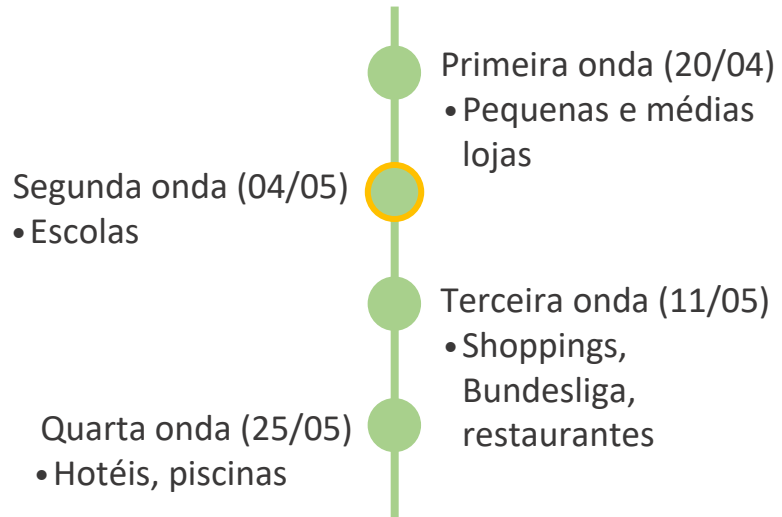 Primeira onda (20/04)
• Pequenas e médias
lojas
Segunda onda (04/05)
• Escolas
Terceira onda (11/05)
• Shoppings,
Bundesliga,
restaurantes
Quarta onda (25/05)
• Hotéis, piscinas